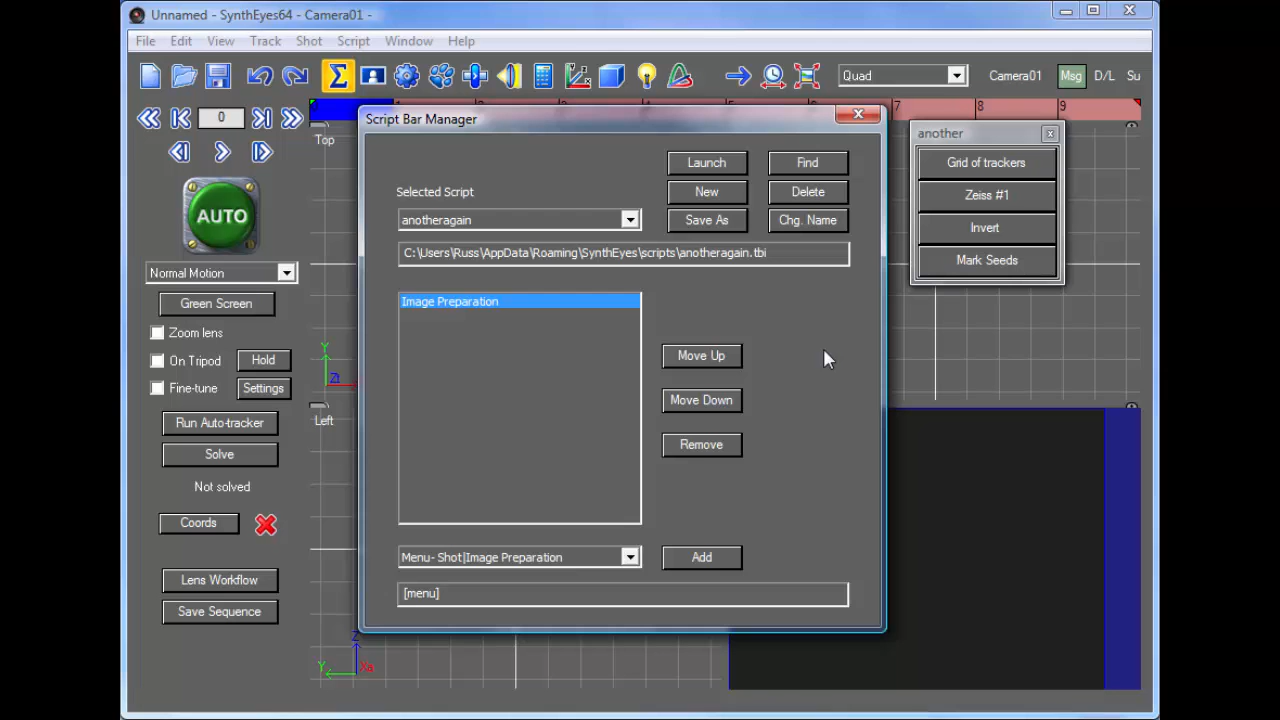 Unnamed - SynthEyes64 - Camera01 -
File Edit View Track Shot Script Window Help
Quad Camera01 Msg D/L Su
0
7 8 9
Top
Script Bar Manager
Launch Find
Selected Script New Delete
anotheragain Save As Chg. Name
C:\Users\Russ\AppData\Roaming\SynthEyes\scripts\anotheragain.tbi
Image Preparation
Move Up
Move Down
Remove
Menu- Shot|Image Preparation Add
[menu]
another
Grid of trackers
Zeiss #1
Invert
Mark Seeds
AUTO
Normal Motion
Green Screen
Zoom lens
On Tripod Hold
Fine-tune Settings
Run Auto-tracker
Solve
Not solved
Coords
Lens Workflow
Save Sequence
Left
Y
Z
Y
Xa